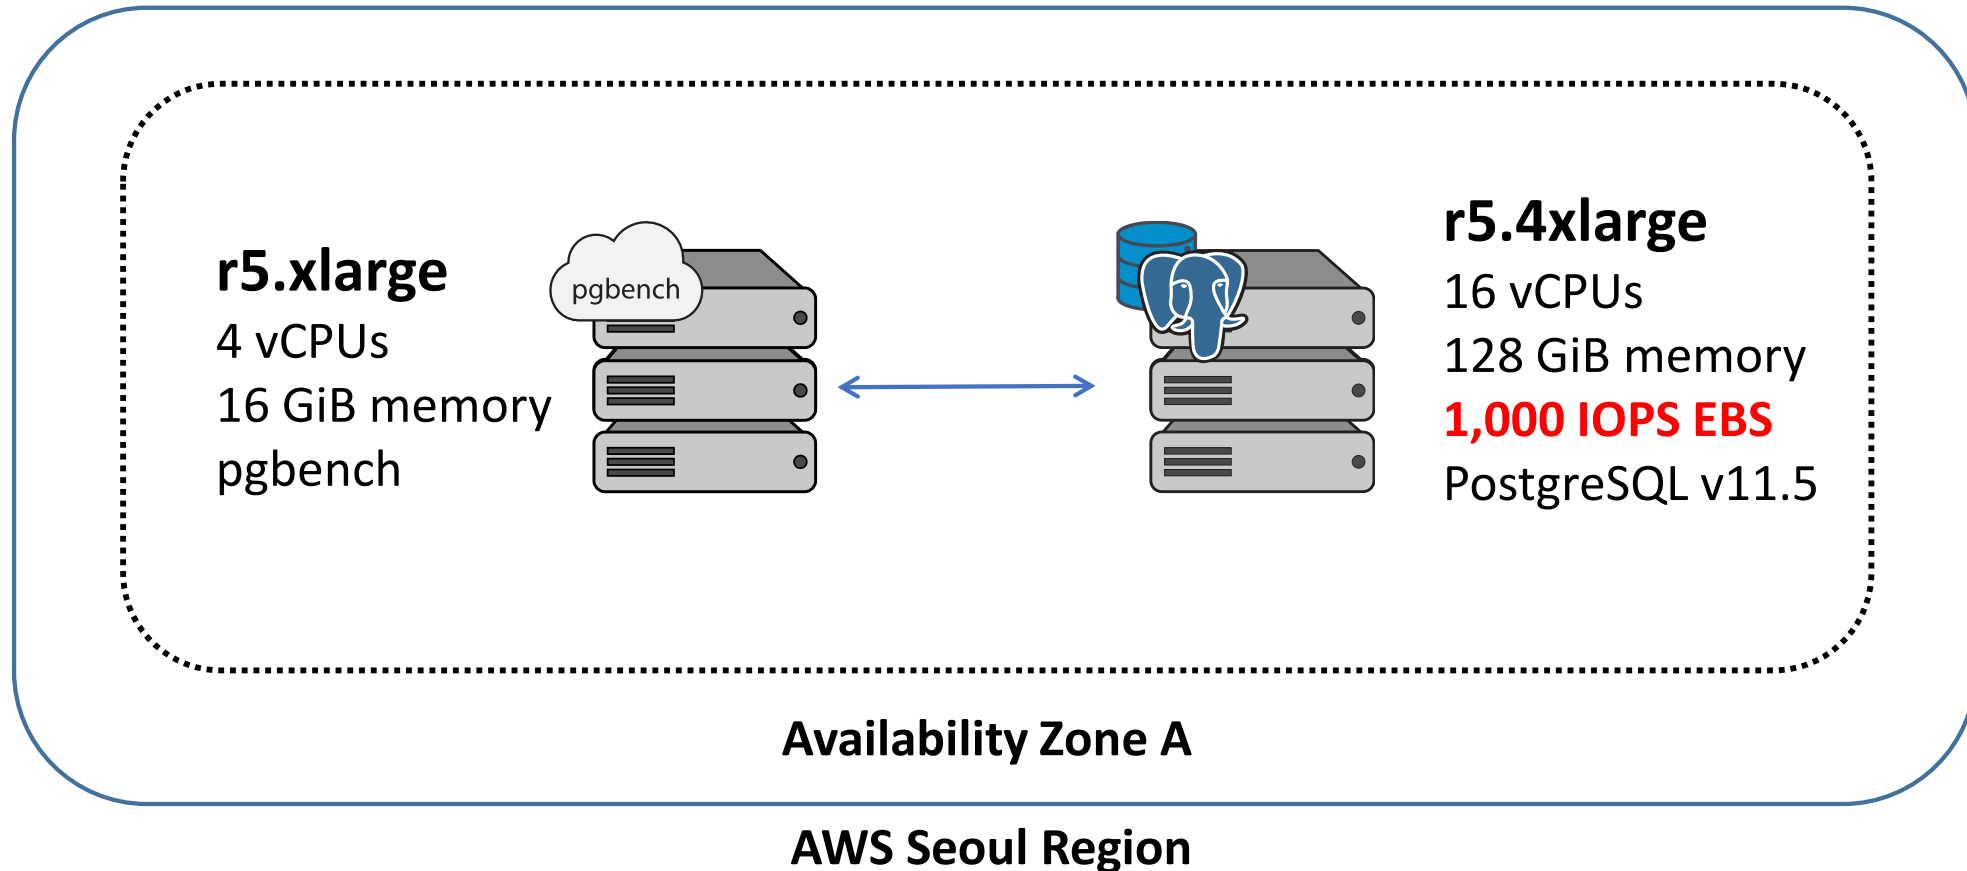 r5.xlarge
4 vCPUs
16 GiB memory
pgbench
pgbench
r5.4xlarge
16 vCPUs
128 GiB memory
1,000 IOPS EBS
PostgreSQL v11.5
Availability Zone A
AWS Seoul Region